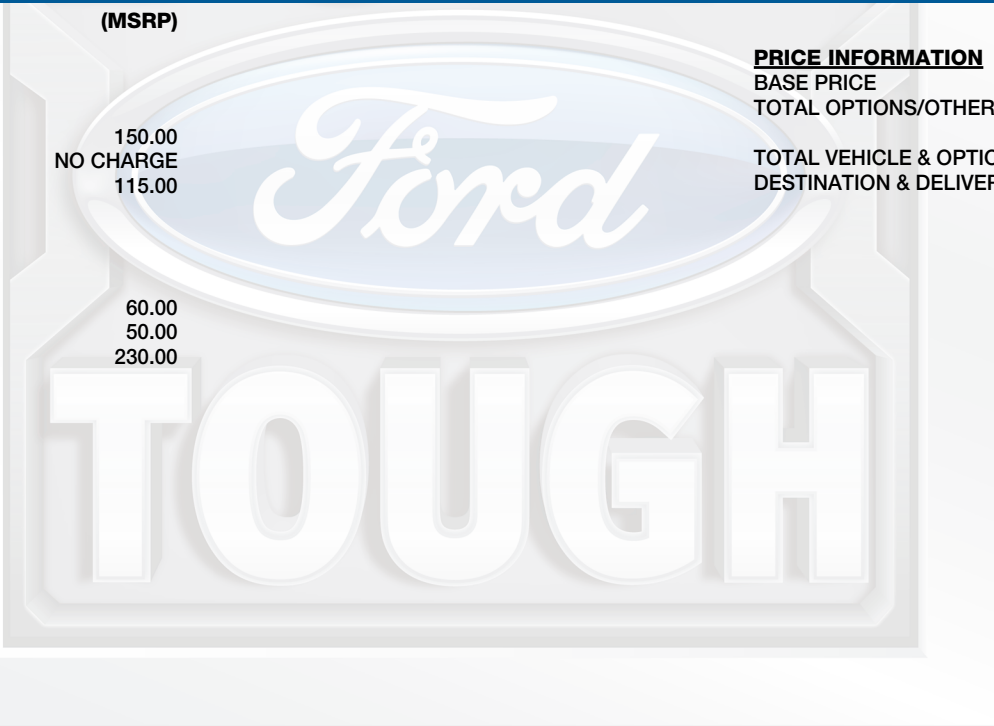 (MSRP)
150.00
NO CHARGE
115.00
60.00
50.00
230.00
PRICE INFORMATION
BASE PRICE
TOTAL OPTIONS/OTHER
TOTAL VEHICLE & OPTIO
DESTINATION & DELIVER
Ford
TOUGH